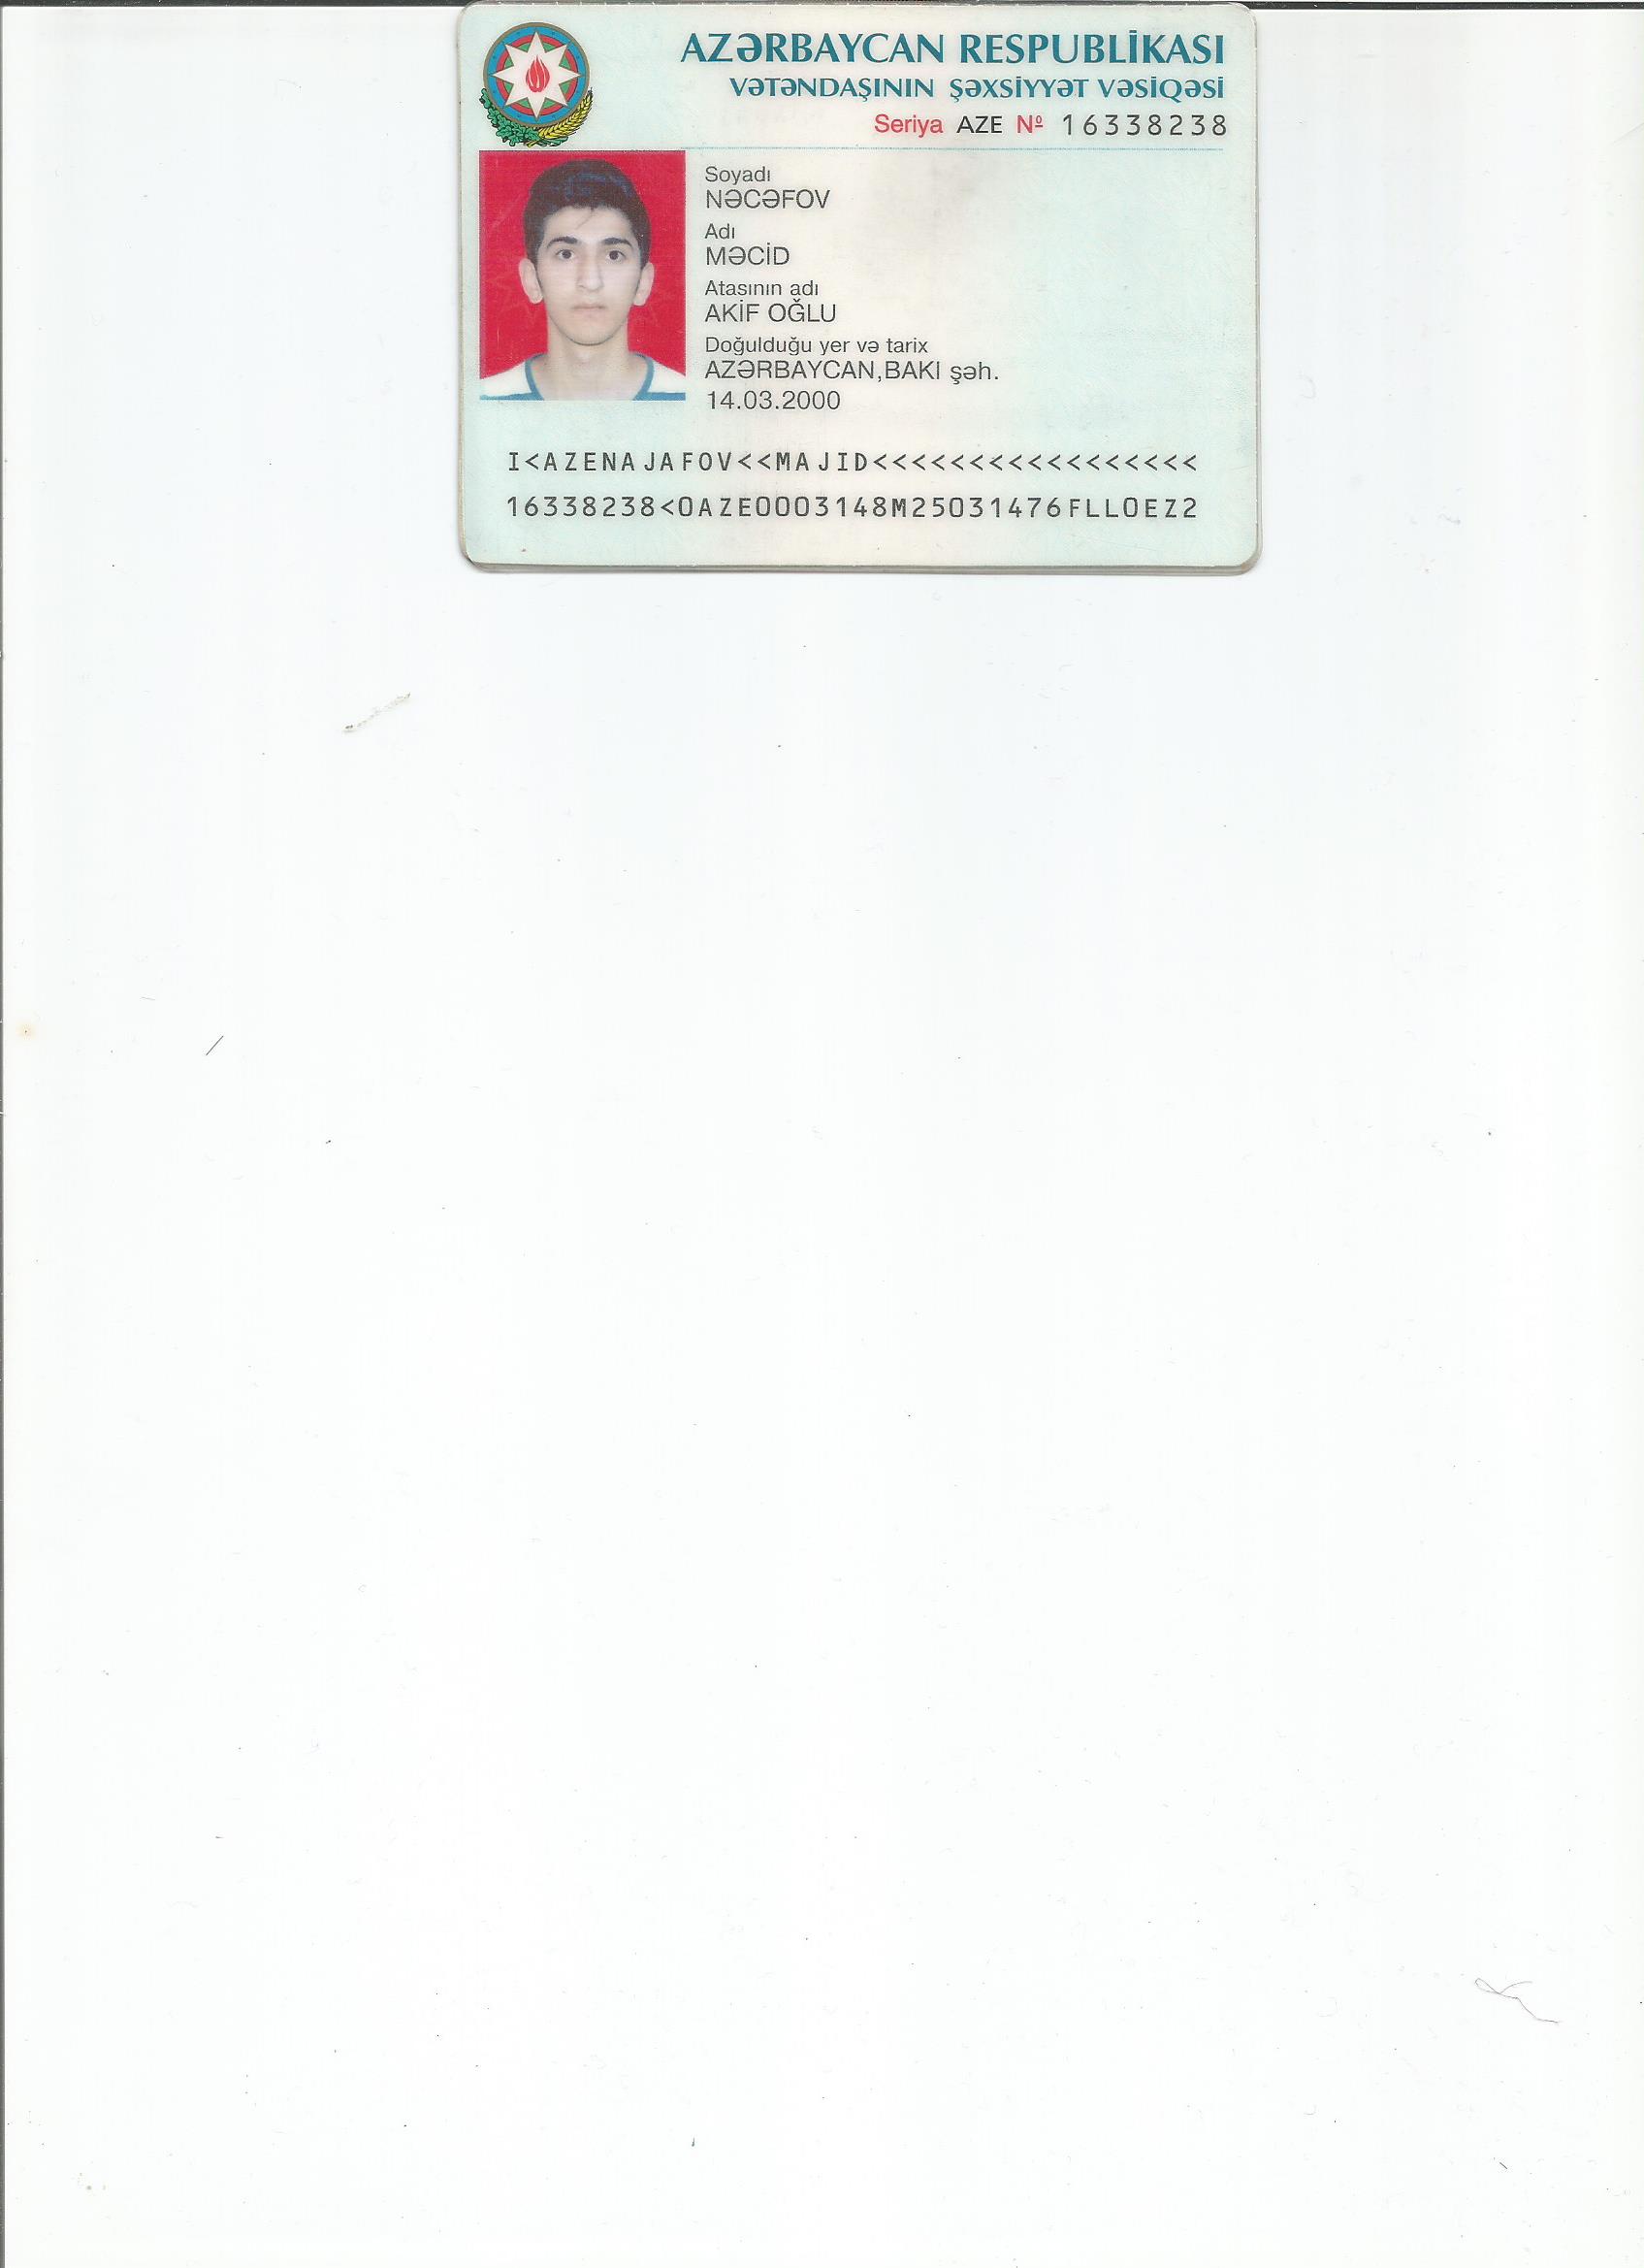 AZƏRBAYCAN RESPUBLİKASI
VƏTƏNDAŞININ ŞƏXSİYYƏT VƏSİQƏSİ
Seriya AZE № 16338238
Soyadı
NƏCƏFOV
Adı
MƏCİD
Atasının adı
AKİF OĞLU
Doğulduğu yer və tarix
AZƏRBAYCAN,BAKI şəh.
14.03.2000
I<AZENAJAFOV<<MAJID<<<<<<<<<<<<<<<<<
16338238<0AZE0003148M25031476FLL0EZ2